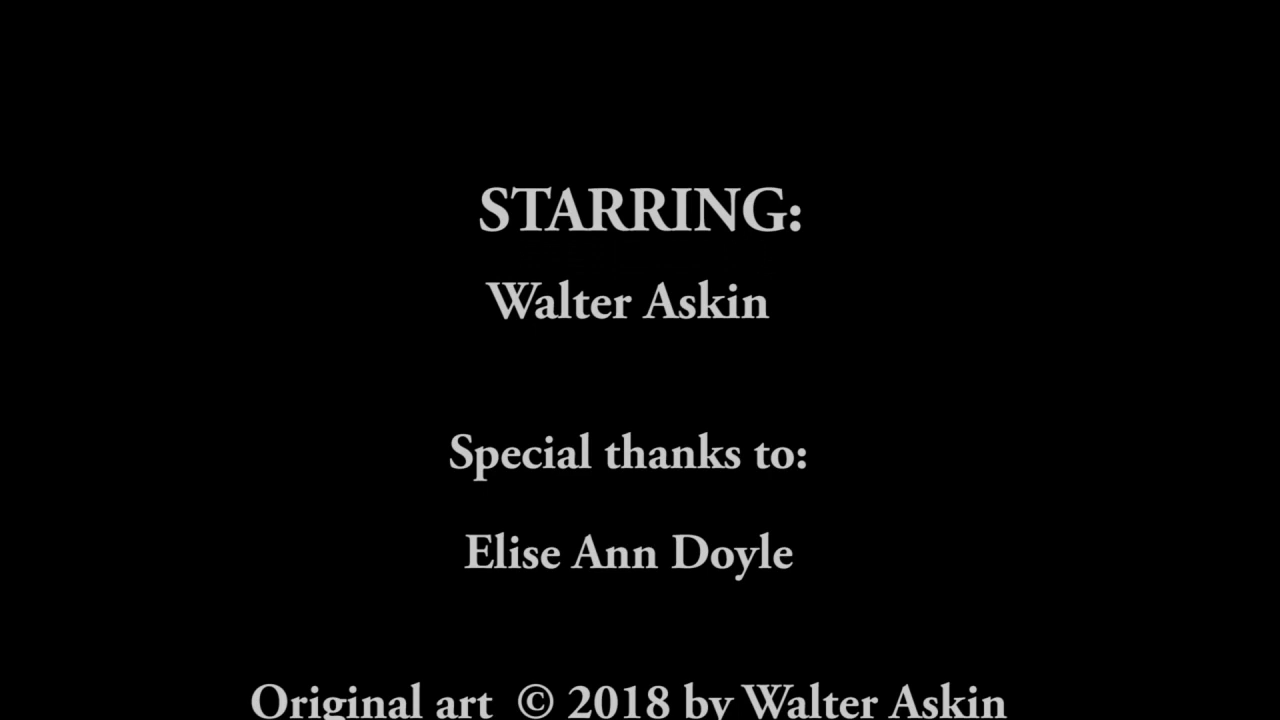 STARRING:
Walter Askin
Special thanks to:
Elise Ann Doyle
Original art © 2018 by Walter Askin